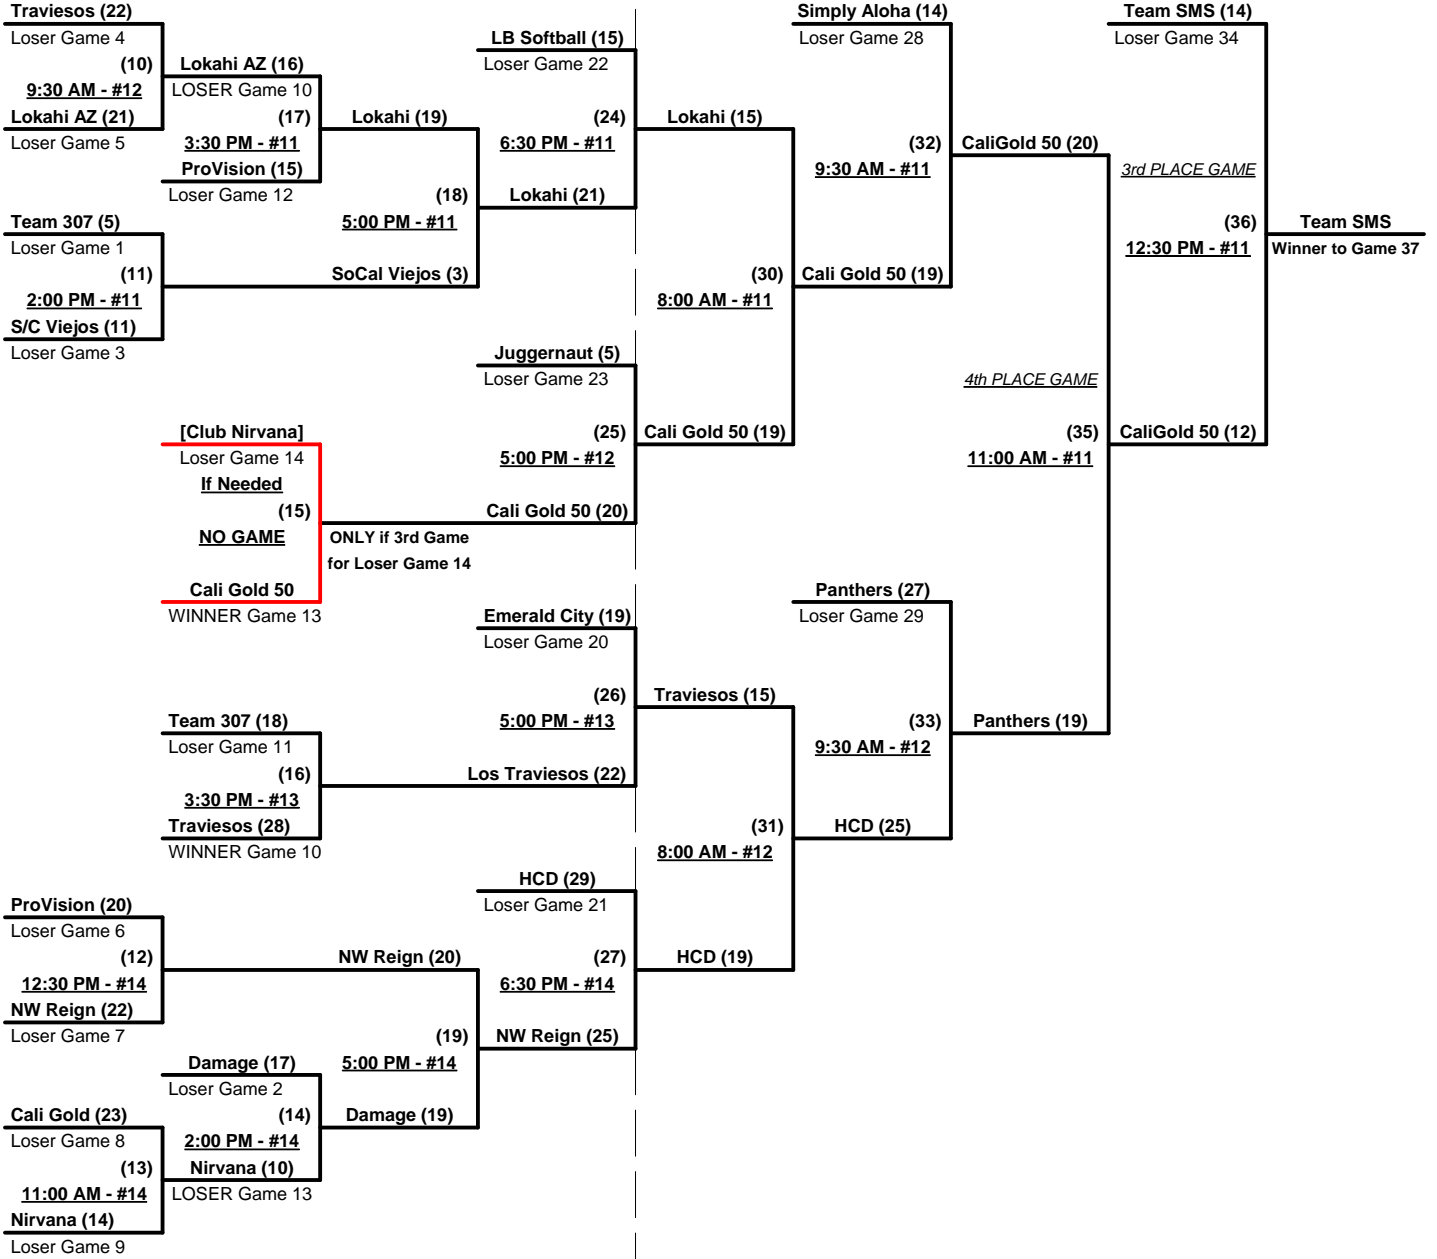 Traviesos (22)
Loser Game 4
(10)
9:30 AM - #12
Lokahi AZ (21)
Loser Game 5
Lokahi AZ (16)
LOSER Game 10
(17)
3:30 PM - #11
ProVision (15)
Loser Game 12
Team 307 (5)
Loser Game 1
(11)
2:00 PM - #11
S/C Viejos (11)
Loser Game 3
Lokahi (19)
(18)
5:00 PM - #11
SoCal Viejos (3)
LB Softball (15)
Loser Game 22
(24)
6:30 PM - #11
Lokahi (21)
Lokahi (15)
(30)
8:00 AM - #11
Juggernaut (5)
Loser Game 23
(25)
5:00 PM - #12
Cali Gold 50 (20)
Cali Gold 50 (19)
[Club Nirvana]
Loser Game 14
If Needed
(15)
NO GAME
Cali Gold 50
WINNER Game 13
ONLY if 3rd Game
for Loser Game 14
Simply Aloha (14)
Loser Game 28
(32)
9:30 AM - #11
Cali Gold 50 (19)
CaliGold 50 (20)
4th PLACE GAME
(35)
11:00 AM - #11
Team SMS (14)
Loser Game 34
3rd PLACE GAME
(36)
12:30 PM - #11
CaliGold 50 (12)
Team SMS
Winner to Game 37
Emerald City (19)
Loser Game 20
(26)
5:00 PM - #13
Los Traviesos (22)
Team 307 (18)
Loser Game 11
(16)
3:30 PM - #13
Traviesos (28)
WINNER Game 10
Traviesos (15)
(31)
8:00 AM - #12
HCD (19)
Panthers (27)
Loser Game 29
(33)
9:30 AM - #12
HCD (25)
Panthers (19)
HCD (29)
Loser Game 21
(27)
6:30 PM - #14
NW Reign (25)
ProVision (20)
Loser Game 6
(12)
12:30 PM - #14
NW Reign (22)
Loser Game 7
NW Reign (20)
(19)
5:00 PM - #14
Damage (19)
Damage (17)
Loser Game 2
(14)
2:00 PM - #14
Nirvana (10)
LOSER Game 13
Cali Gold (23)
Loser Game 8
(13)
11:00 AM - #14
Nirvana (14)
Loser Game 9